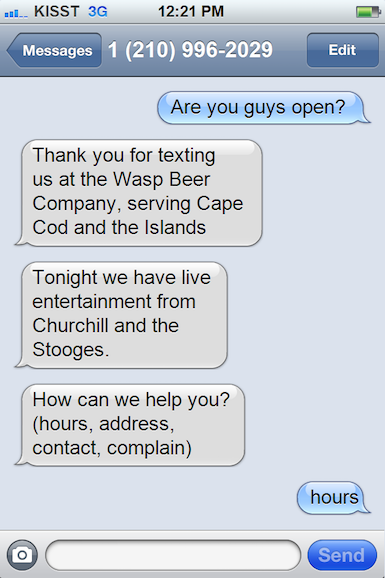 KISST 3G 12:21 PM
Messages 1 (210) 996-2029 Edit
Are you guys open?
Thank you for texting
us at the Wasp Beer
Company, serving Cape
Cod and the Islands
Tonight we have live
entertainment from
Churchill and the
Stooges.
How can we help you?
(hours, address,
contact, complain)
hours
Send